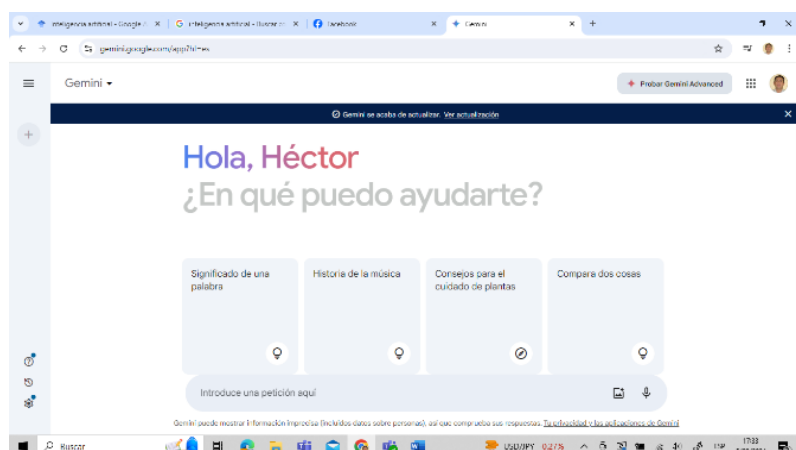 inteligencia artificial - Google
inteligencia artificial - Buscar
Facebook
Gemini
gemini.google.com/app?hl=es
Gemini
Probar Gemini Advanced
Gemini se acaba de actualizar. Ver actualización
Hola, Héctor
¿En qué puedo ayudarte?
Significado de una
palabra
Historia de la música
Consejos para el
cuidado de plantas
Compara dos cosas
Introduce una petición aquí
Gemini puede mostrar información imprecisa (incluidos datos sobre personas), así que comprueba sus respuestas. Tu privacidad y las aplicaciones de Gemini
Buscar
USD/JPY 0.27%
ESP
17:33